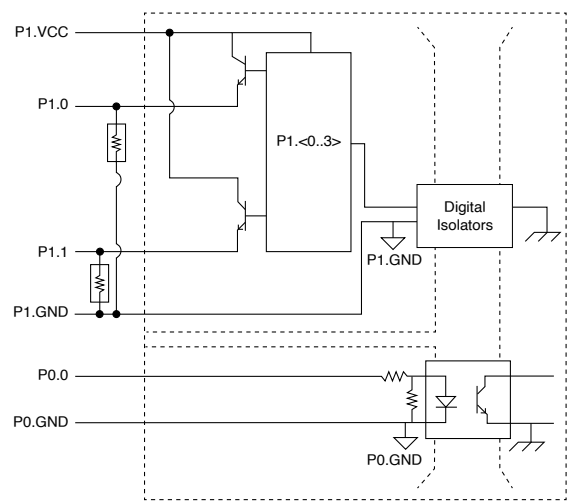 P1.VCC
P1.0
P1.<0..3>
Digital
Isolators
P1.1
P1.GND
P1.GND
P0.0
P0.GND
P0.GND